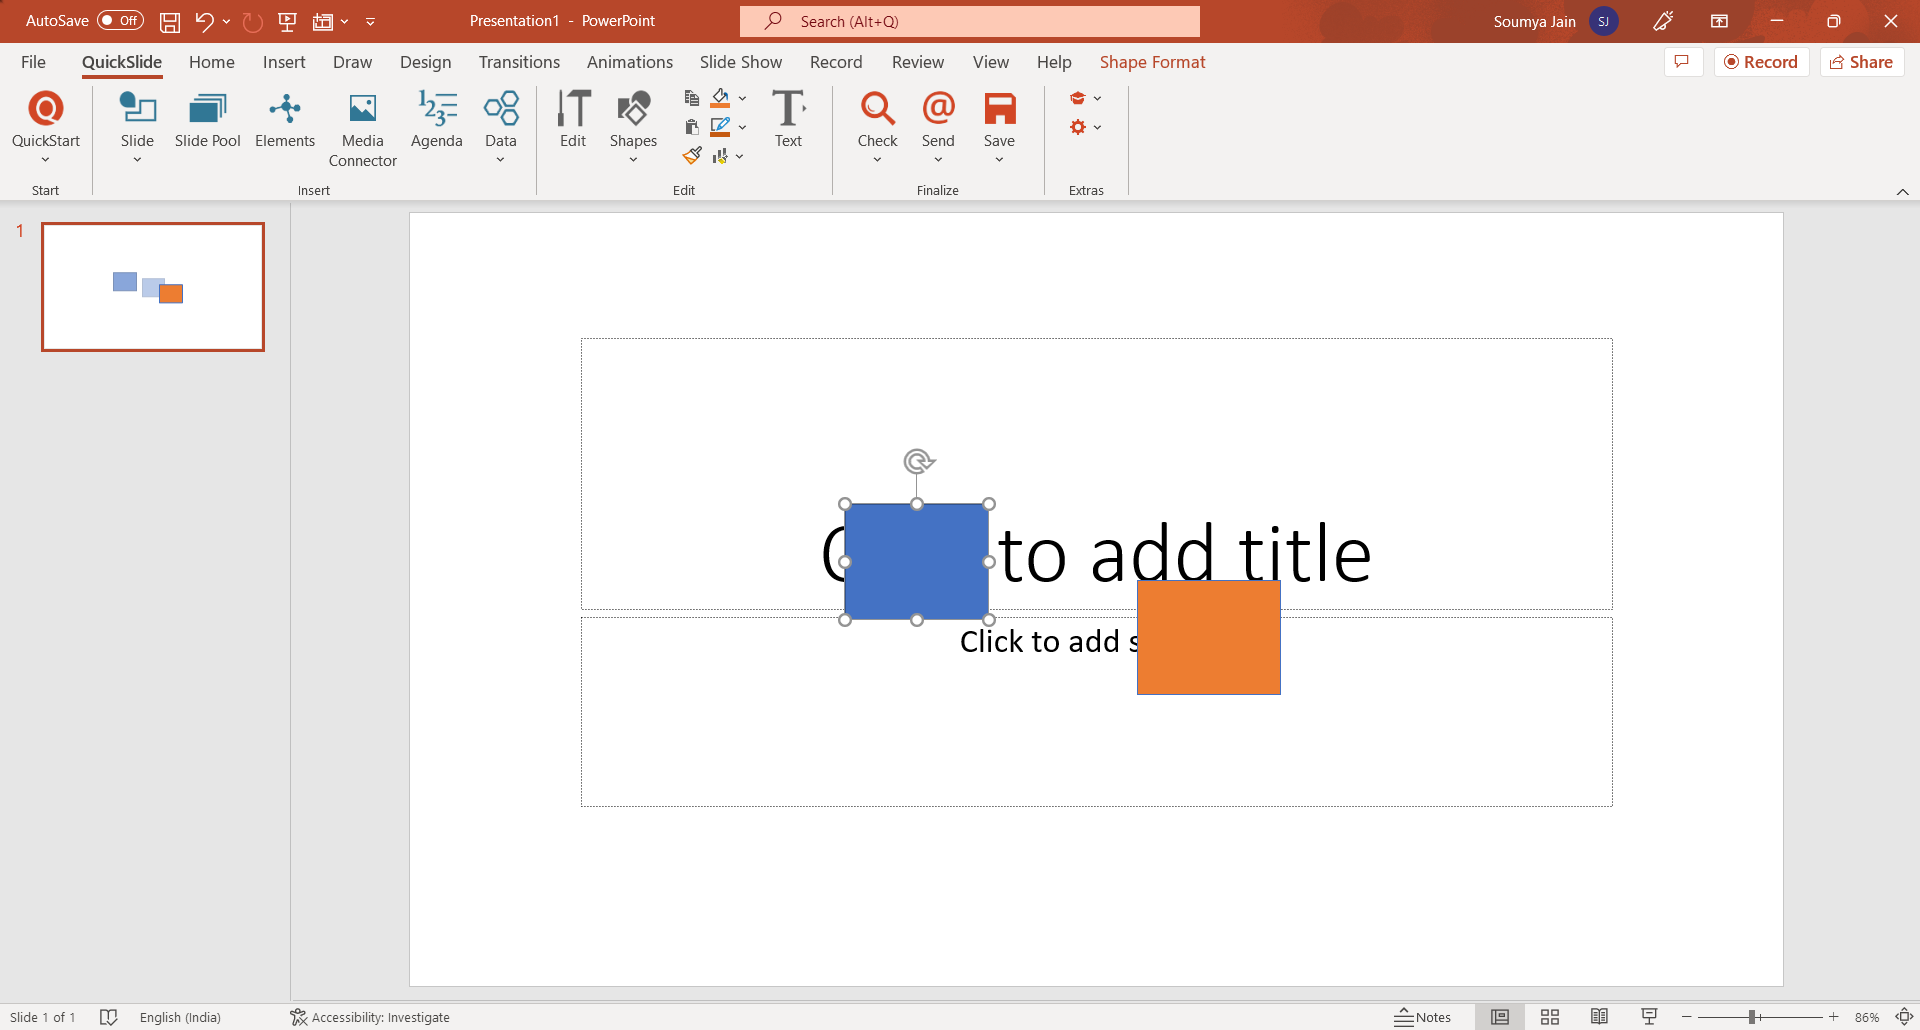 AutoSave Off Presentation1 - PowerPoint Search (Alt+Q) Soumya Jain SJ
File QuickSlide Home Insert Draw Design Transitions Animations Slide Show Record Review View Help Shape Format Record Share
QuickStart Slide Slide Pool Elements Media Connector Agenda Data Edit Shapes Text Check Send Save
Start Insert Edit Finalize Extras
1
to add title
Click to add s
Slide 1 of 1 English (India) Accessibility: Investigate Notes 86%